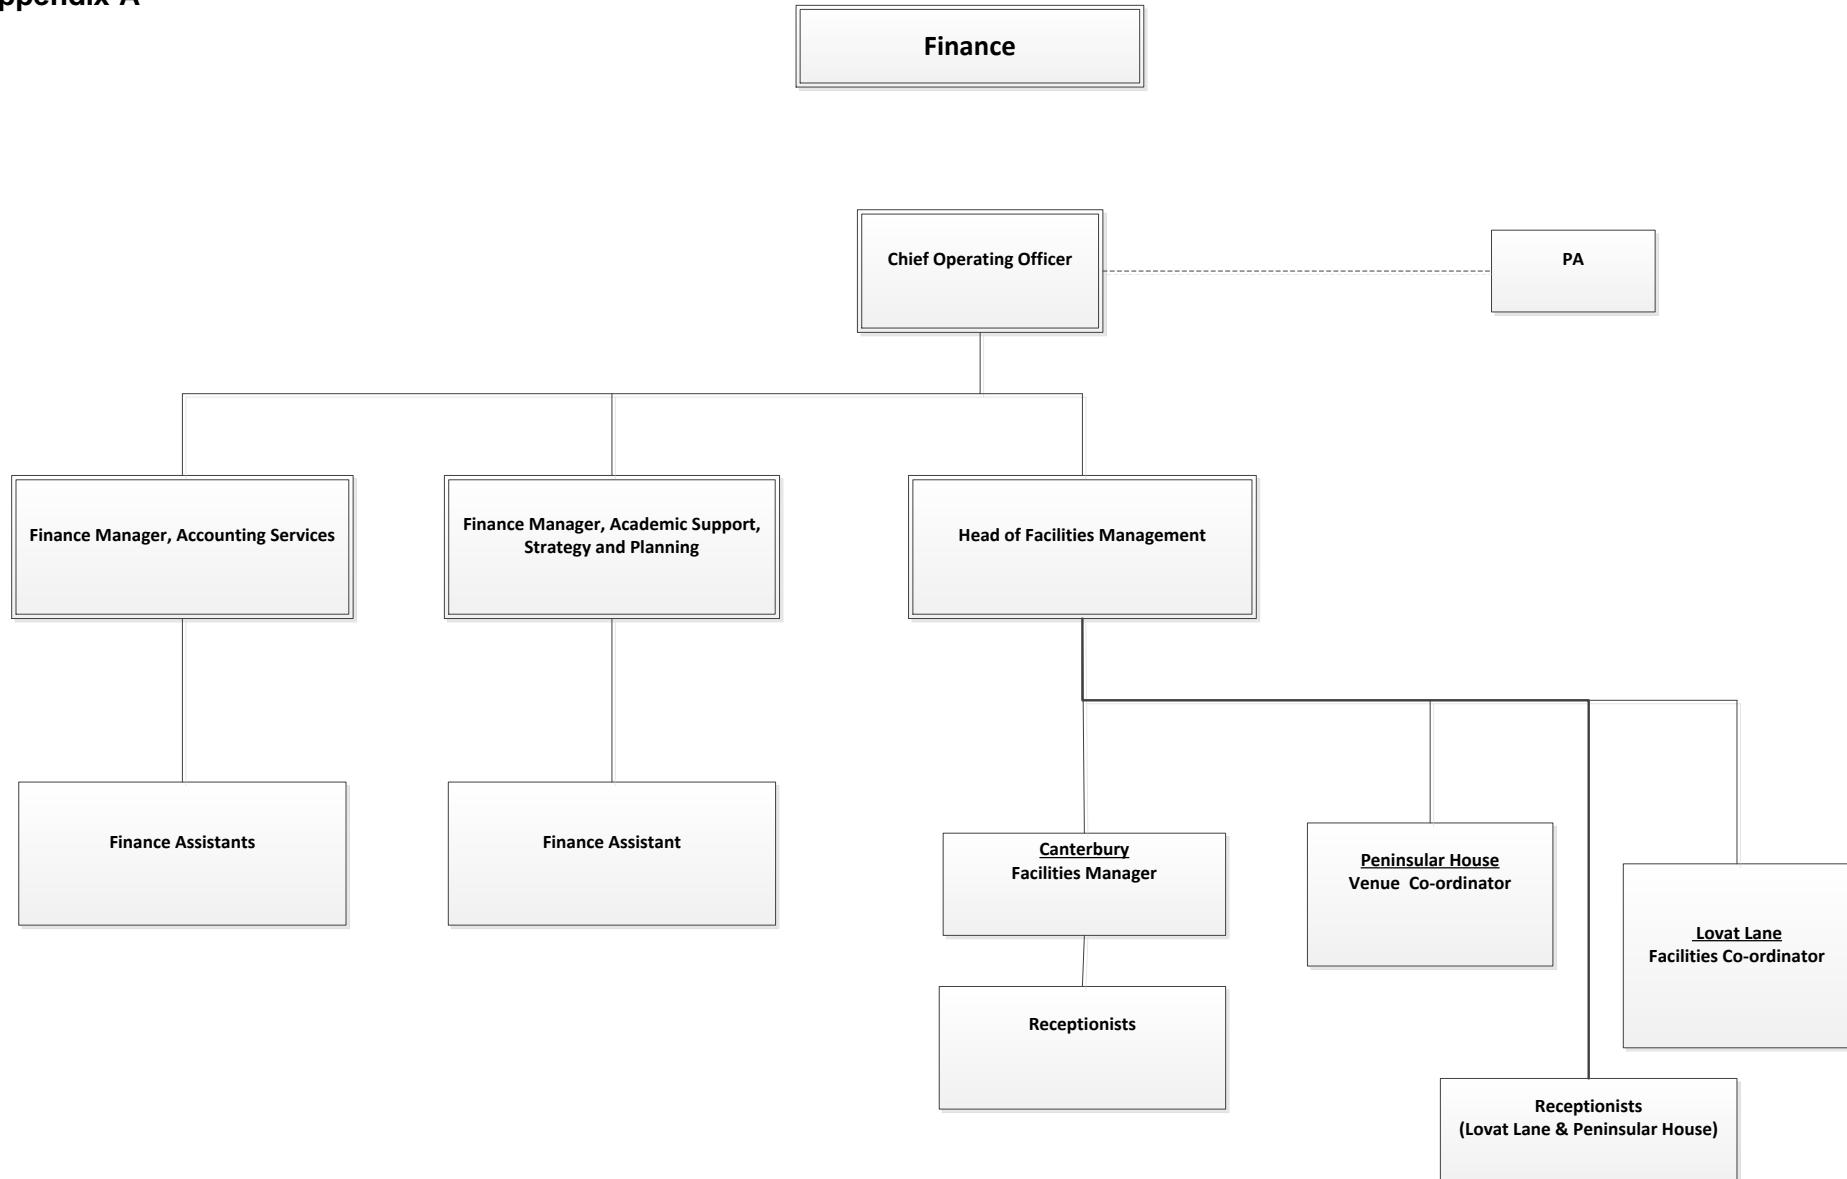 ppendix A
Finance
Chief Operating Officer
PA
Finance Manager, Accounting Services
Finance Manager, Academic Support,
Strategy and Planning
Head of Facilities Management
Finance Assistants
Finance Assistant
Canterbury
Facilities Manager
Peninsular House
Venue Co-ordinator
Lovat Lane
Facilities Co-ordinator
Receptionists
Receptionists
(Lovat Lane & Peninsular House)